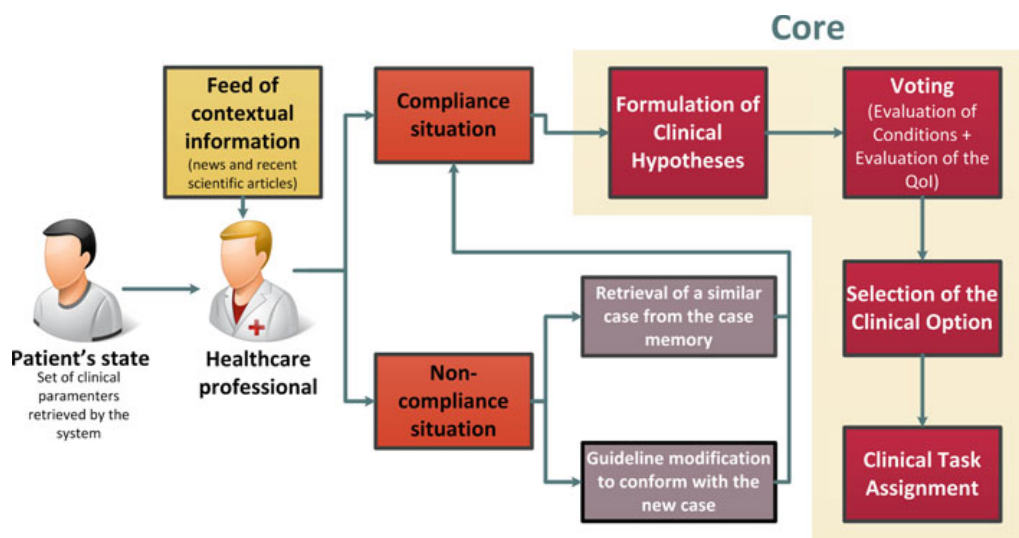 Core
Feed of
contextual
information
(news and recent
scientific articles)
Compliance
situation
Formulation of
Clinical
Hypotheses
Voting
(Evaluation of
Conditions +
Evaluation of the
QoI)
Patient's state
Set of clinical
paramenters
retrieved by the
system
Healthcare
professional
Non-
compliance
situation
Retrieval of a similar
case from the case
memory
Guideline modification
to conform with the
new case
Selection of the
Clinical Option
Clinical Task
Assignment